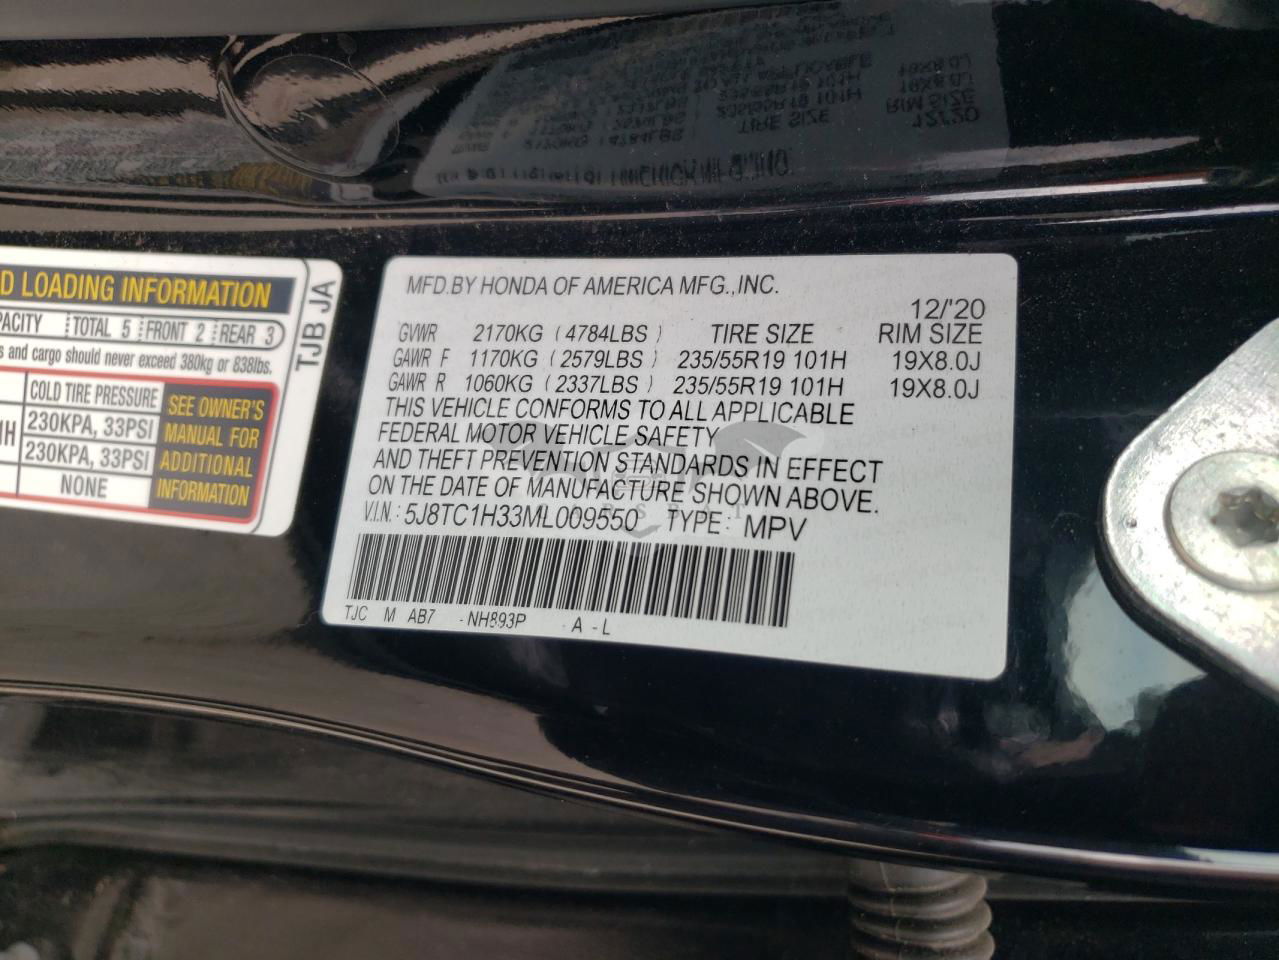 D LOADING INFORMATION
PACITY TOTAL 5 FRONT 2 REAR 3
s and cargo should never exceed 380kg or 838lbs.
COLD TIRE PRESSURE
1H 230KPA, 33PSI
230KPA, 33PSI
NONE
SEE OWNER'S
MANUAL FOR
ADDITIONAL
INFORMATION
TJB JA
MFD.BY HONDA OF AMERICA MFG.,INC.
12/'20
GVWR 2170KG (4784LBS) TIRE SIZE RIM SIZE
GAWR F 1170KG (2579LBS) 235/55R19 101H 19X8.0J
GAWR R 1060KG (2337LBS) 235/55R19 101H 19X8.0J
THIS VEHICLE CONFORMS TO ALL APPLICABLE
FEDERAL MOTOR VEHICLE SAFETY
AND THEFT PREVENTION STANDARDS IN EFFECT
ON THE DATE OF MANUFACTURE SHOWN ABOVE.
V.I.N.: 5J8TC1H33ML009550 TYPE: MPV
TJC M AB7 -NH893P -A -L